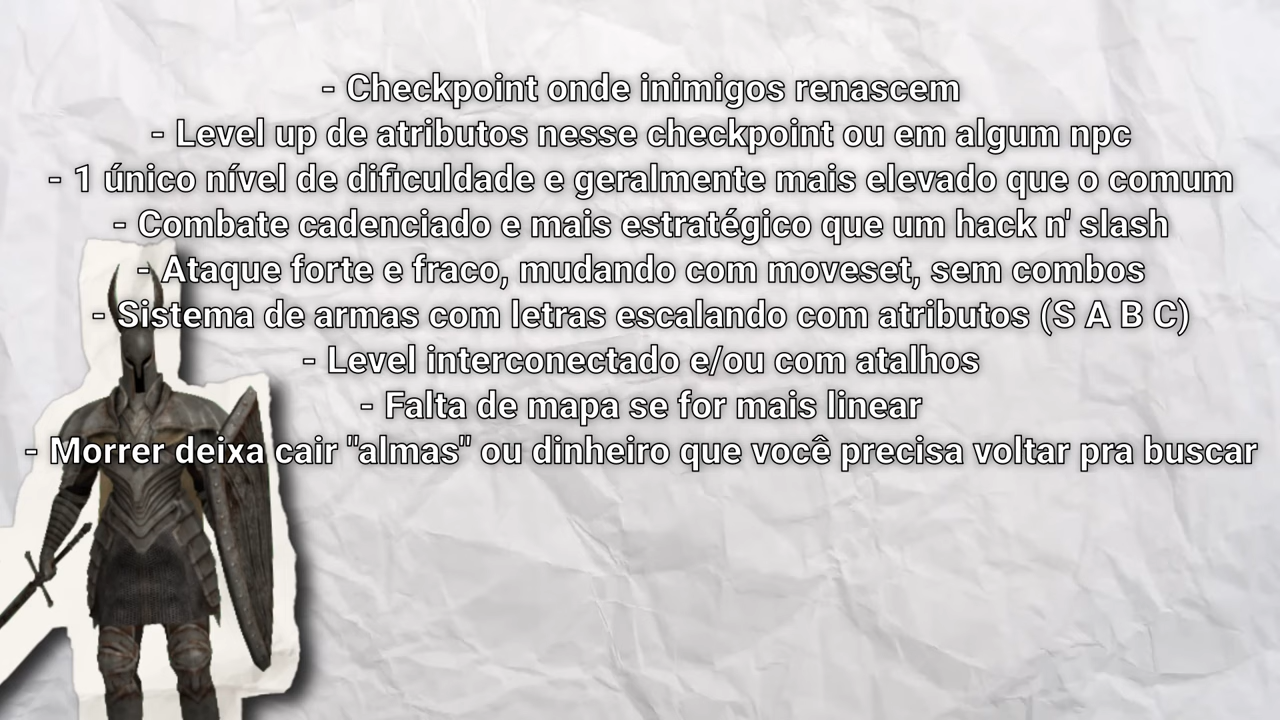 - Checkpoint onde inimigos renascem
- Level up de atributos nesse checkpoint ou em algum npc
- 1 único nível de dificuldade e geralmente mais elevado que o comum
- Combate cadenciado e mais estratégico que um hack n' slash
- Ataque forte e fraco, mudando com moveset, sem combos
- Sistema de armas com letras escalando com atributos (S A B C)
- Level interconectado e/ou com atalhos
- Falta de mapa se for mais linear
- Morrer deixa cair "almas" ou dinheiro que você precisa voltar pra buscar